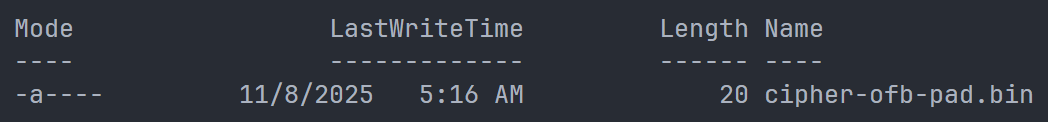 Mode LastWriteTime Length Name
---- ------------- ------ ----
-a---- 11/8/2025 5:16 AM 20 cipher-ofb-pad.bin